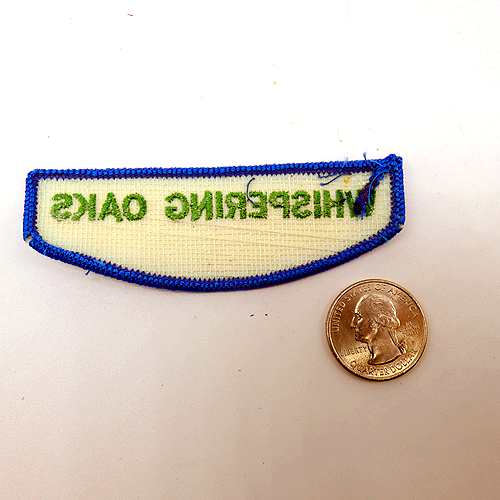 WHISPERING OAKS
UNITED STATES OF AMERICA
LIBERTY
QUARTER DOLLAR